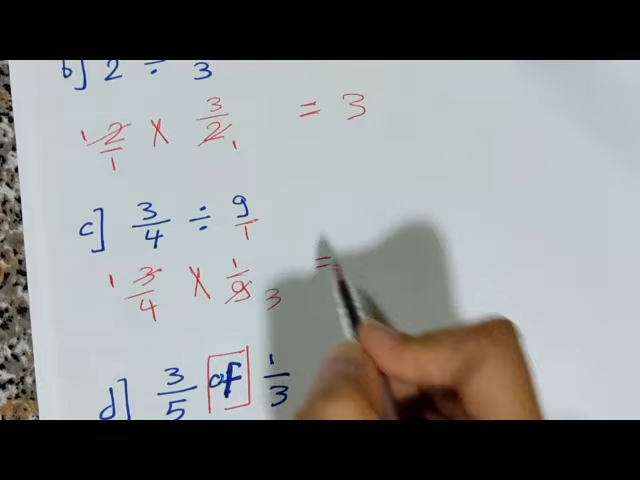 b] 2 ÷ 3
1 2/1 × 3/2 1 = 3
c] 3/4 ÷ 9/1
1 3/4 × 1/9 3 =
d] 3/5 of 1/3